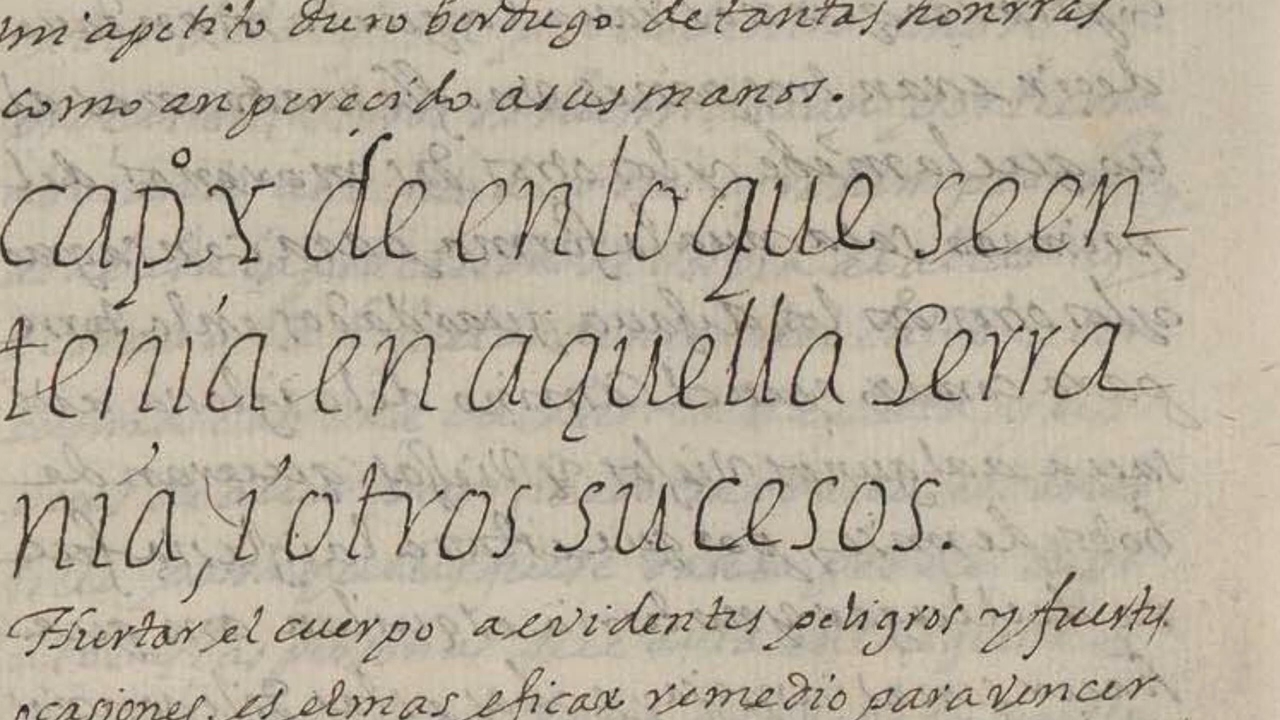 mi apetito duro berdugo de tantas honrras
como an perecido a sus manos.
cap.º x de en lo que se en
tenia en aquella Serra
nia, i otros sucesos.
Hurtar el cuerpo a evidentes peligros y fuertes
ocasiones, es el mas eficax remedio para vencer